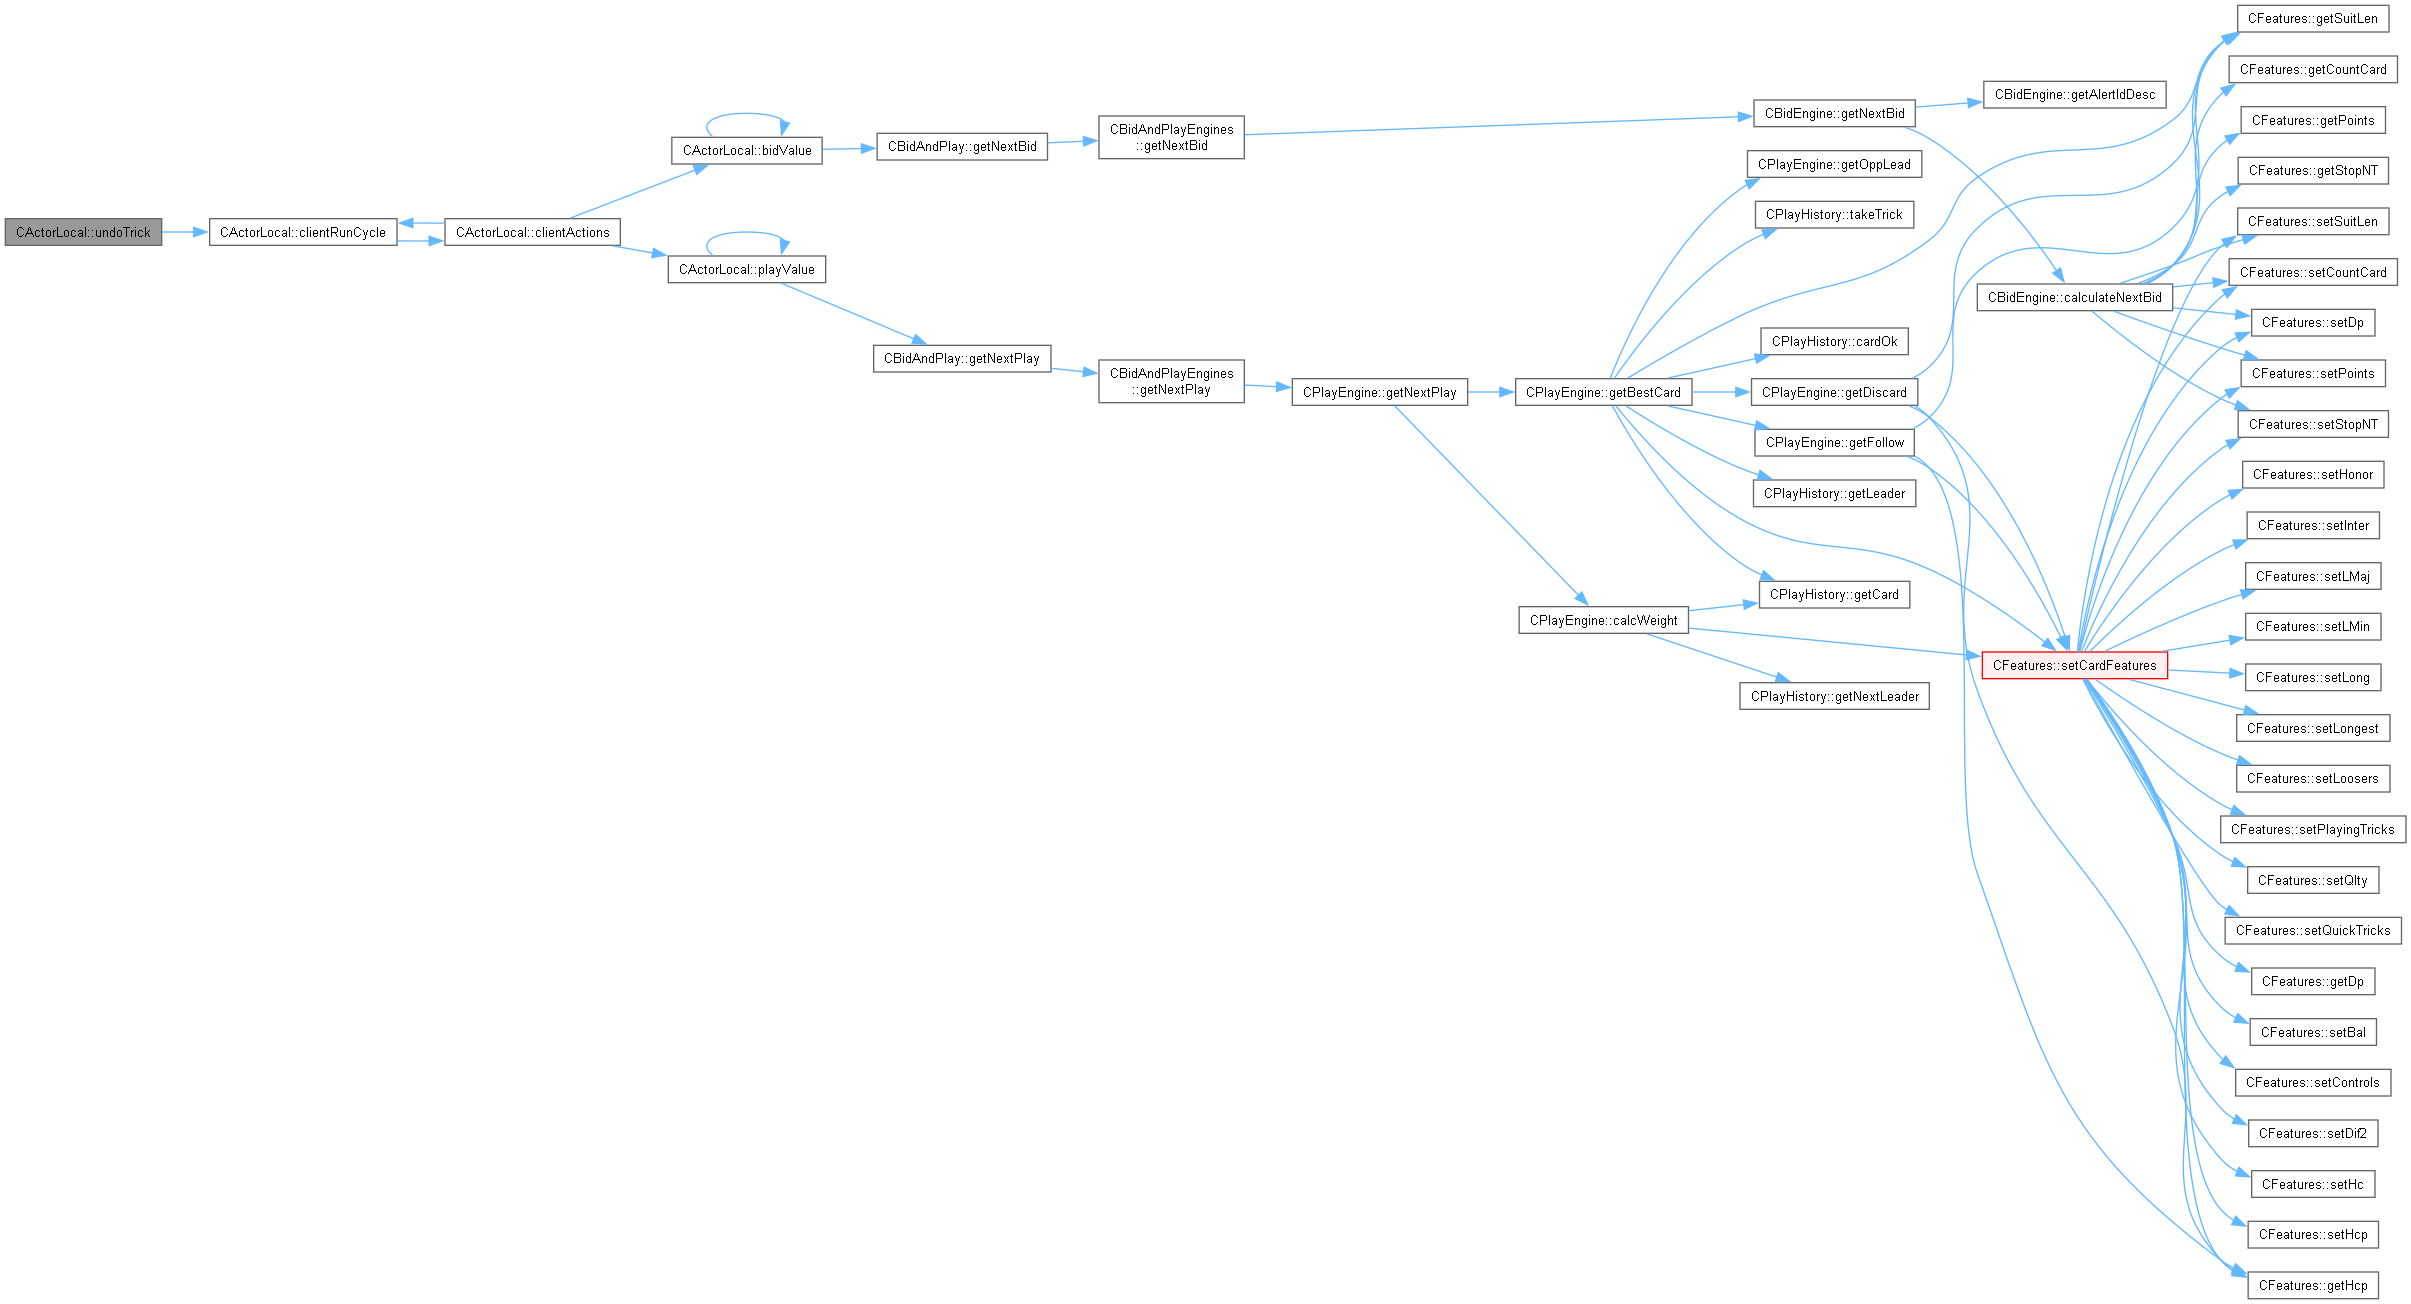 CActorLocal::undoTrick
CActorLocal::clientRunCycle
CActorLocal::clientActions
CActorLocal::bidValue
CActorLocal::playValue
CBidAndPlay::getNextBid
CBidAndPlay::getNextPlay
CBidAndPlayEngines
::getNextBid
CBidAndPlayEngines
::getNextPlay
CPlayEngine::getNextPlay
CPlayEngine::getBestCard
CPlayEngine::calcWeight
CBidEngine::getNextBid
CPlayEngine::getOppLead
CPlayHistory::takeTrick
CPlayHistory::cardOk
CPlayEngine::getDiscard
CPlayEngine::getFollow
CPlayHistory::getLeader
CPlayHistory::getCard
CPlayHistory::getNextLeader
CBidEngine::getAlertIdDesc
CBidEngine::calculateNextBid
CFeatures::setCardFeatures
CFeatures::getSuitLen
CFeatures::getCountCard
CFeatures::getPoints
CFeatures::getStopNT
CFeatures::setSuitLen
CFeatures::setCountCard
CFeatures::setDp
CFeatures::setPoints
CFeatures::setStopNT
CFeatures::setHonor
CFeatures::setInter
CFeatures::setLMaj
CFeatures::setLMin
CFeatures::setLong
CFeatures::setLongest
CFeatures::setLoosers
CFeatures::setPlayingTricks
CFeatures::setQlty
CFeatures::setQuickTricks
CFeatures::getDp
CFeatures::setBal
CFeatures::setControls
CFeatures::setDif2
CFeatures::setHc
CFeatures::setHcp
CFeatures::getHcp